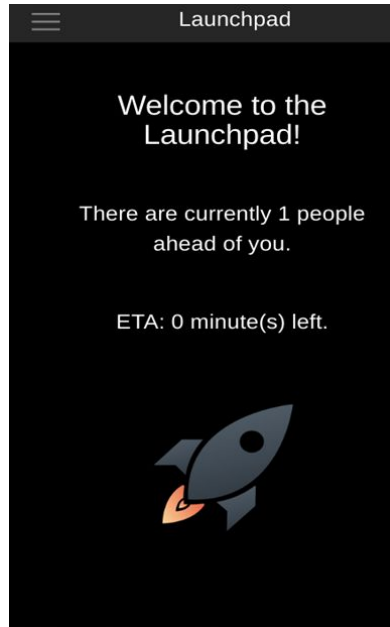 Launchpad
Welcome to the
Launchpad!
There are currently 1 people
ahead of you.
ETA: 0 minute(s) left.